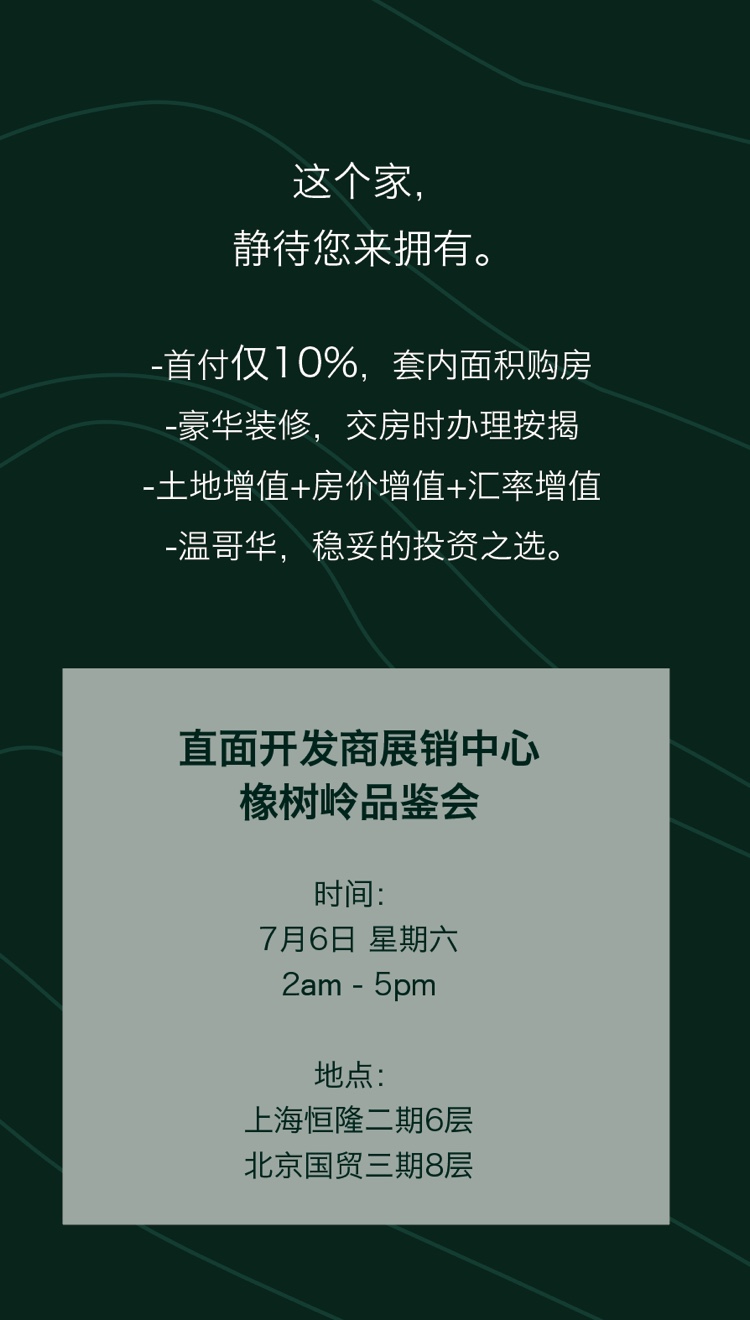 这个家，
静待您来拥有。
-首付仅10%，套内面积购房
-豪华装修，交房时办理按揭
-土地增值+房价增值+汇率增值
-温哥华，稳妥的投资之选。
直面开发商展销中心
橡树岭品鉴会
时间：
7月6日 星期六
2am - 5pm
地点：
上海恒隆二期6层
北京国贸三期8层